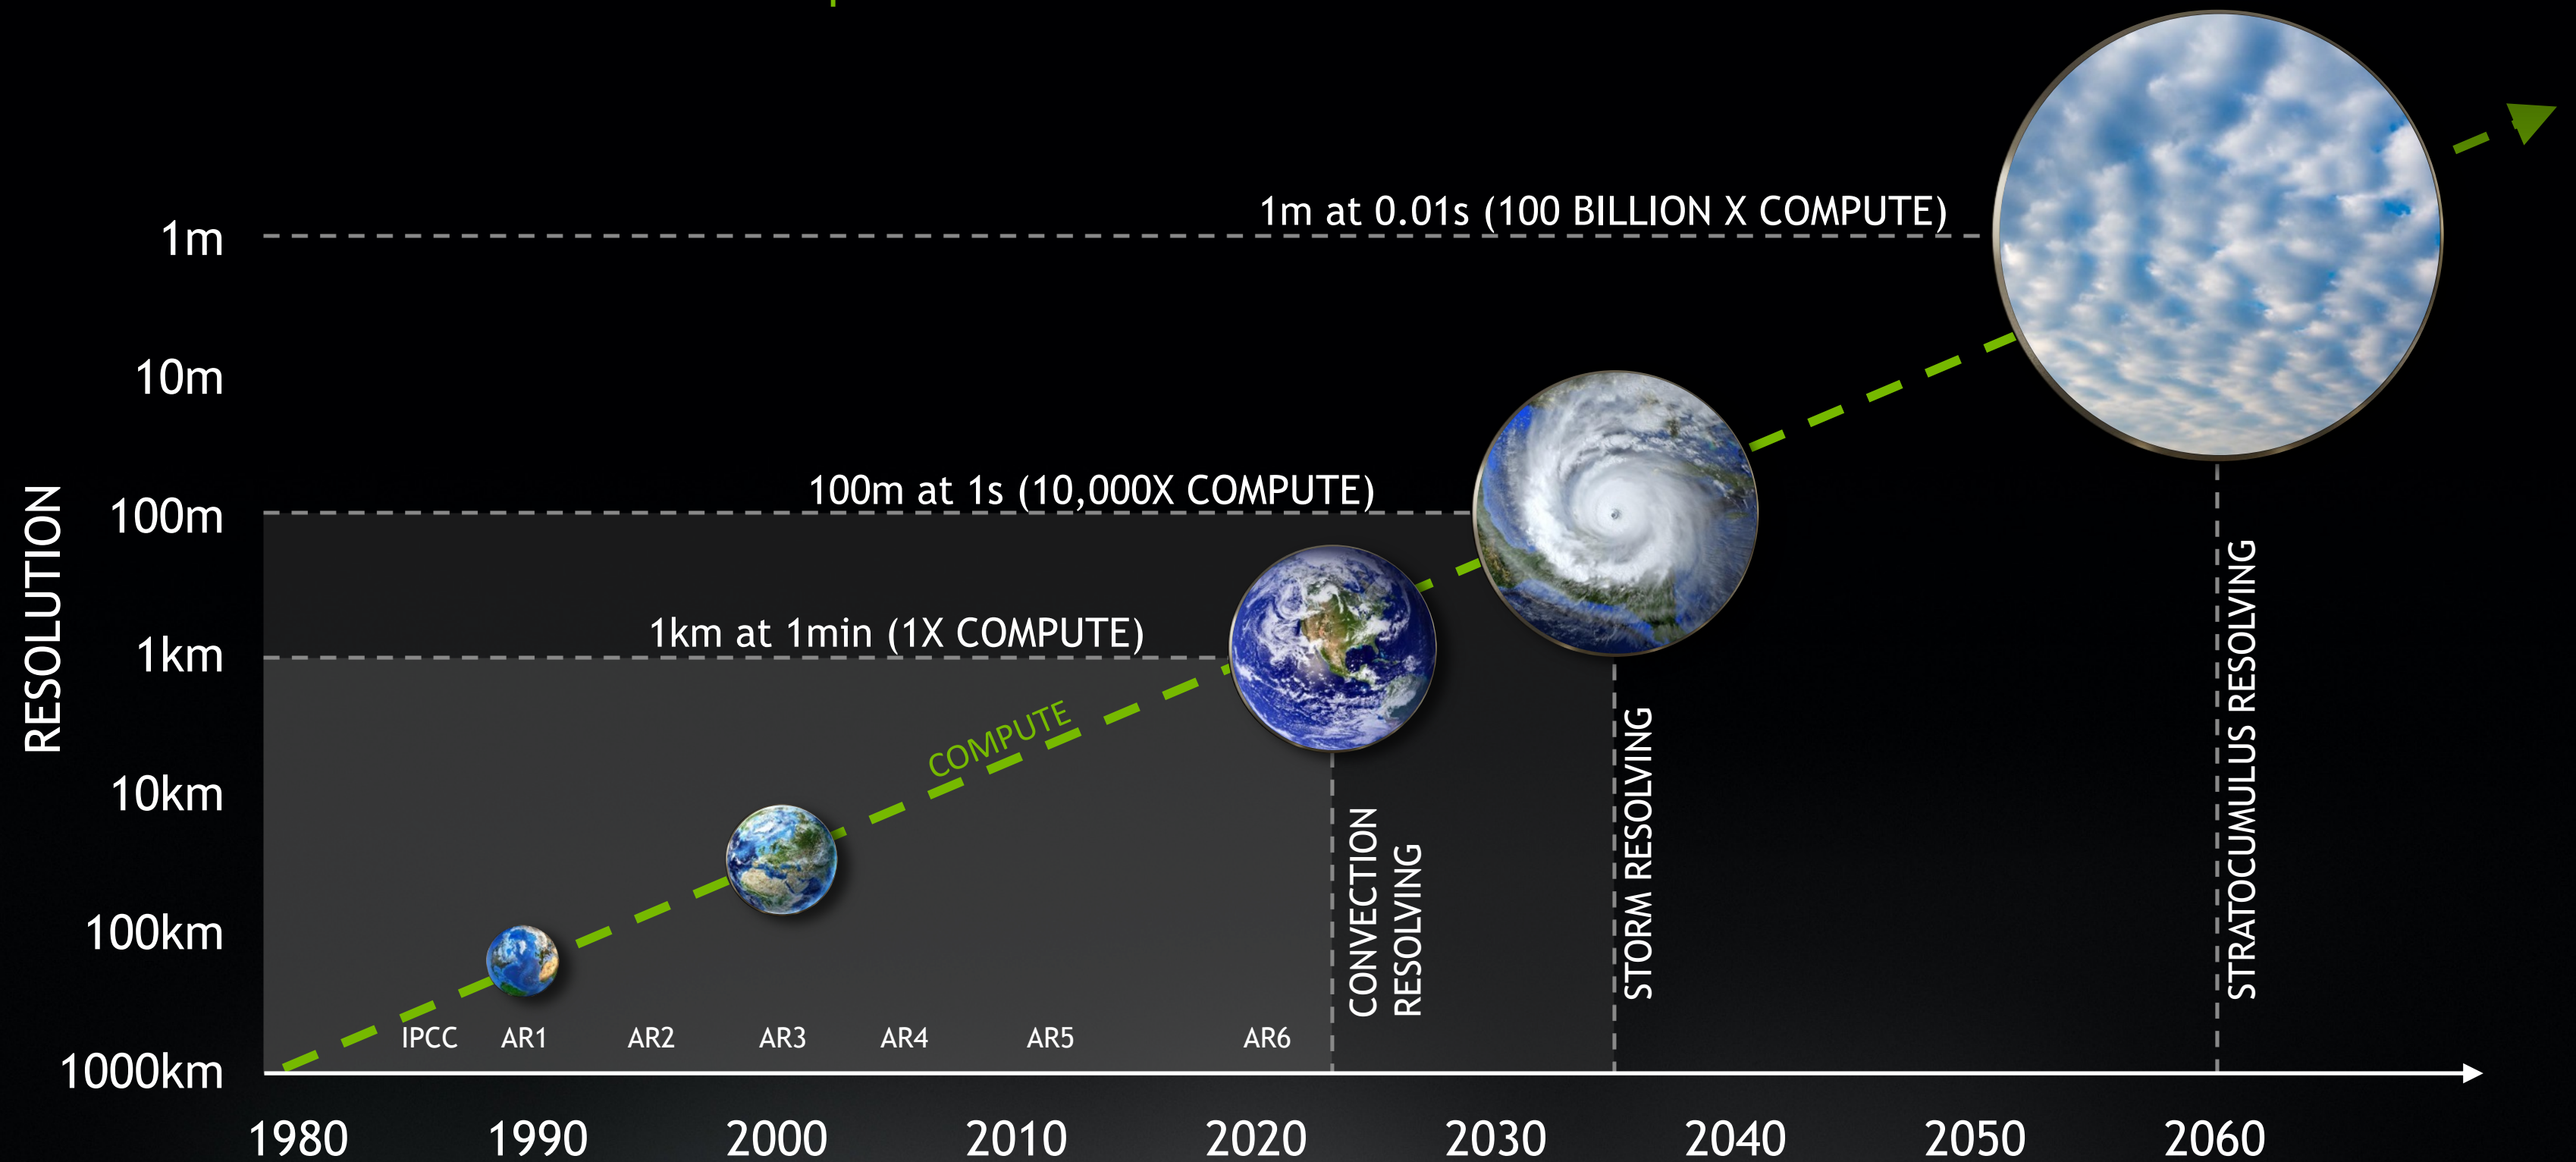 1m at 0.01s (100 BILLION X COMPUTE)
1m
10m
100m at 1s (10,000X COMPUTE)
100m
RESOLUTION
1km at 1min (1X COMPUTE)
1km
COMPUTE
10km
100km
1000km
CONVECTION
RESOLVING
STORM RESOLVING
STRATOCUMULUS RESOLVING
IPCC AR1 AR2 AR3 AR4 AR5 AR6
1980 1990 2000 2010 2020 2030 2040 2050 2060